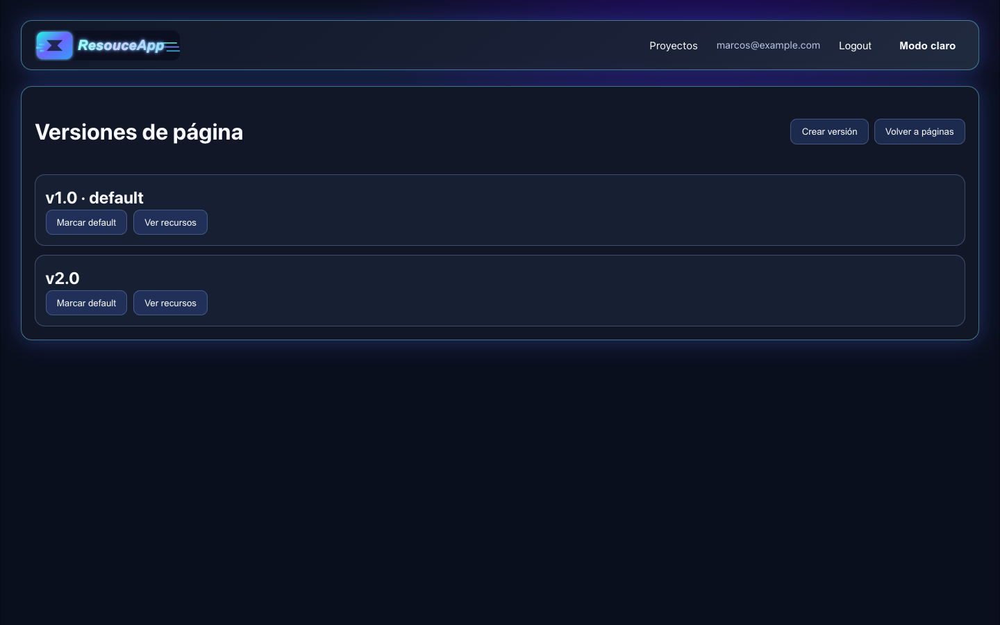 ResouceApp
Proyectos marcos@example.com Logout Modo claro
Versiones de página
Crear versión Volver a páginas
v1.0 · default
Marcar default Ver recursos
v2.0
Marcar default Ver recursos